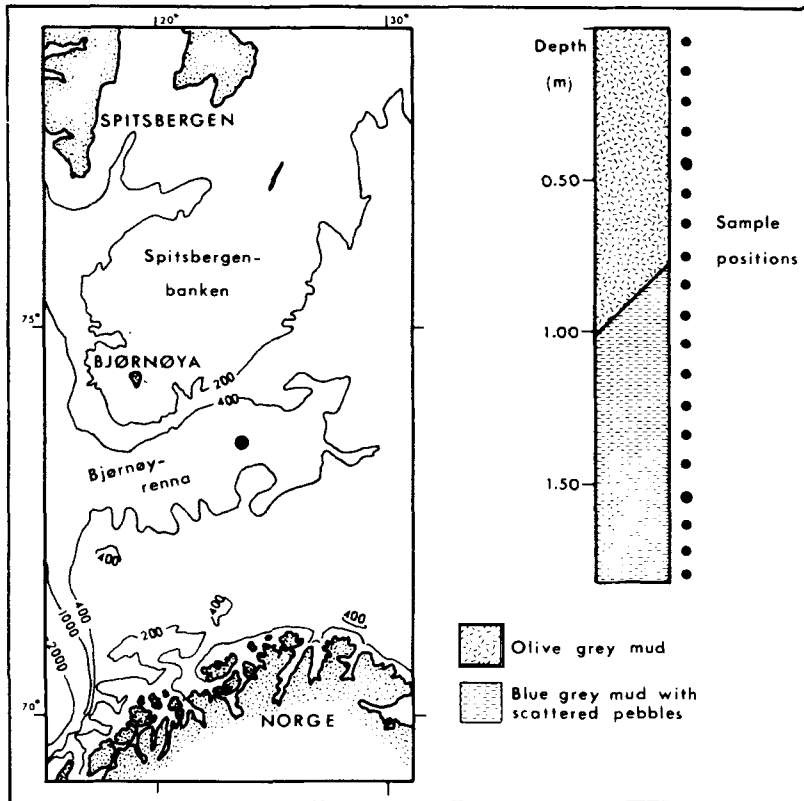 20°
30°
SPITSBERGEN
Spitsbergen-
banken
75°
BJØRNØYA
200
400
Bjørnøy-
renna
400
400
1000
2000
200
400
400
70°
NORGE
Depth
(m)
0.50
1.00
1.50
Sample
positions
Olive grey mud
Blue grey mud with
scattered pebbles